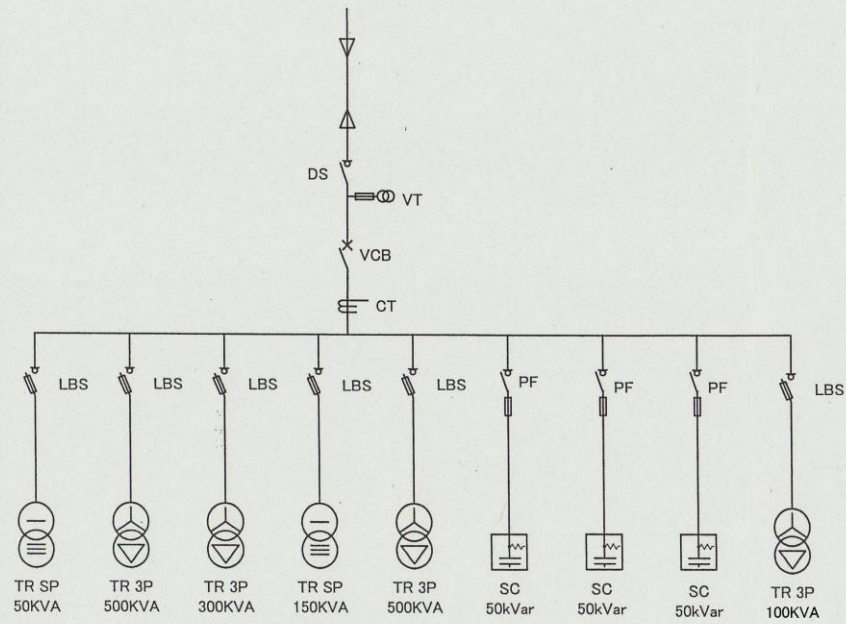 DS
VT
VCB
CT
LBS
LBS
LBS
LBS
LBS
PF
PF
PF
LBS
TR SP
50KVA
TR 3P
500KVA
TR 3P
300KVA
TR SP
150KVA
TR 3P
500KVA
SC
50kVar
SC
50kVar
SC
50kVar
TR 3P
100KVA